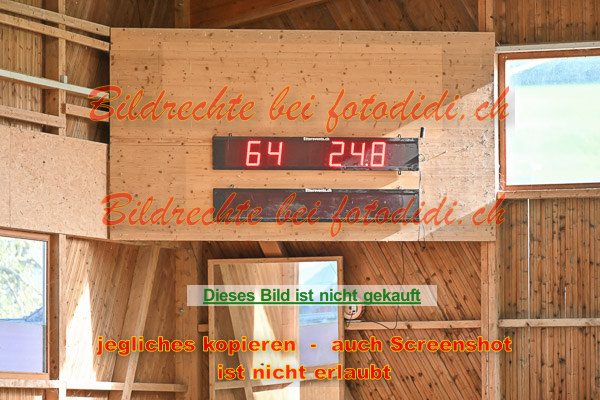 Bildrechte bei fotodidi.ch
64 24.8
Bildrechte bei fotodidi.ch
Dieses Bild ist nicht gekauft
jegliches kopieren - auch Screenshot
ist nicht erlaubt